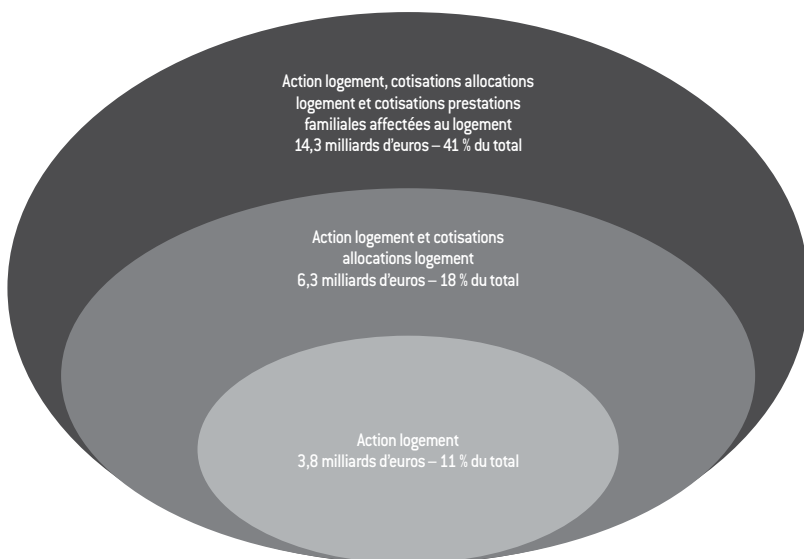 Action logement, cotisations allocations
logement et cotisations prestations
familiales affectées au logement
14,3 milliards d'euros – 41 % du total
Action logement et cotisations
allocations logement
6,3 milliards d'euros – 18 % du total
Action logement
3,8 milliards d'euros – 11 % du total